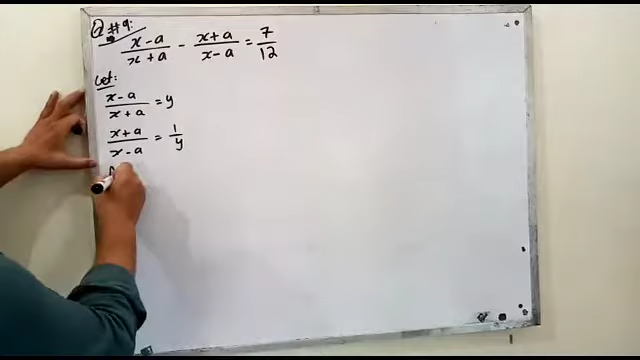 Q#9:
x-a/x+a - x+a/x-a = 7/12
Let:
x-a/x+a = y
x+a/x-a = 1/y